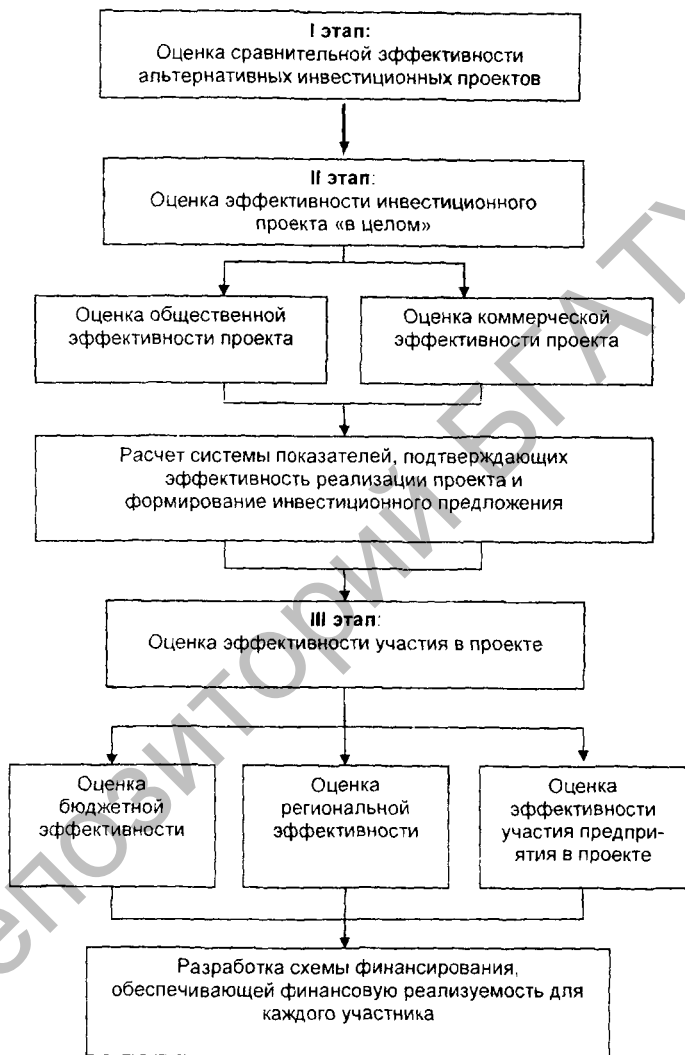 I этап:
Оценка сравнительной эффективности
альтернативных инвестиционных проектов
II этап:
Оценка эффективности инвестиционного
проекта «в целом»
Оценка общественной
эффективности проекта
Оценка коммерческой
эффективности проекта
Расчет системы показателей, подтверждающих
эффективность реализации проекта и
формирование инвестиционного предложения
III этап:
Оценка эффективности участия в проекте
Оценка
бюджетной
эффективности
Оценка
региональной
эффективности
Оценка
эффективности
участия предпри-
ятия в проекте
Разработка схемы финансирования,
обеспечивающей финансовую реализуемость для
каждого участника
епозиторий БГАТУ